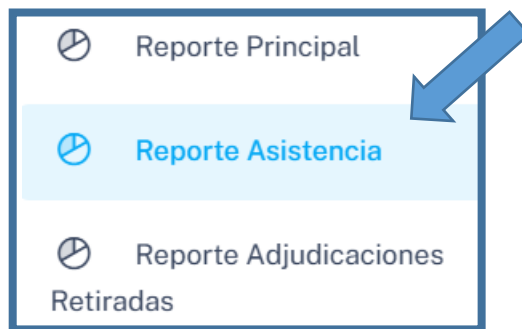 Reporte Principal
Reporte Asistencia
Reporte Adjudicaciones
Retiradas